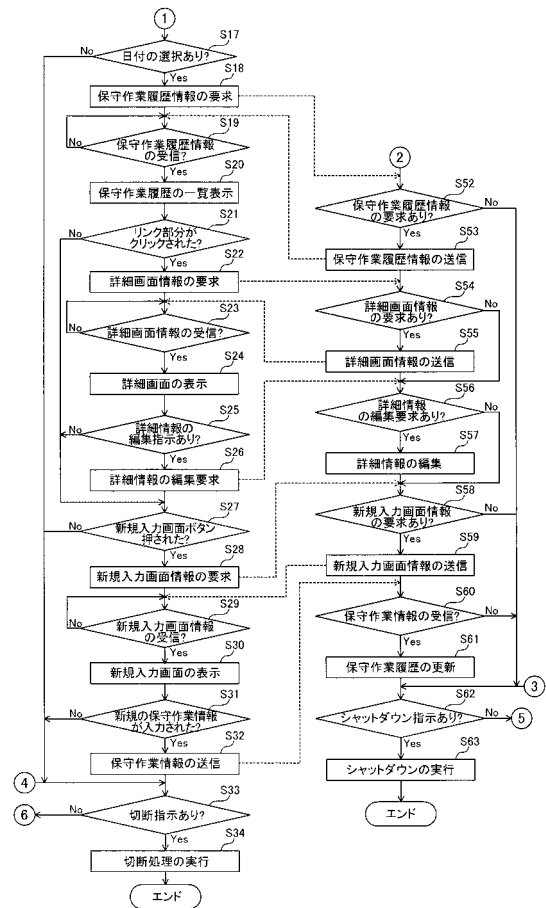 1
S17
日付の選択あり?
No
Yes
S18
保守作業履歴情報の要求
S19
保守作業履歴情報
の受信?
No
Yes
S20
保守作業履歴の一覧表示
S21
リンク部分が
クリックされた?
No
Yes
S22
詳細画面情報の要求
S23
詳細画面情報の受信?
No
Yes
S24
詳細画面の表示
S25
詳細情報の
編集指示あり?
No
Yes
S26
詳細情報の編集要求
S27
新規入力画面ボタン
押された?
No
Yes
S28
新規入力画面情報の要求
S29
新規入力画面情報
の受信?
No
Yes
S30
新規入力画面の表示
S31
新規の保守作業情報
が入力された?
No
Yes
S32
保守作業情報の送信
4
S33
切断指示あり?
No
6
Yes
S34
切断処理の実行
エンド
2
S52
保守作業履歴情報
の要求あり?
No
Yes
S53
保守作業履歴情報の送信
S54
詳細画面情報
の要求あり?
No
Yes
S55
詳細画面情報の送信
S56
詳細情報
の編集要求あり?
No
Yes
S57
詳細情報の編集
S58
新規入力画面情報
の要求あり?
No
Yes
S59
新規入力画面情報の送信
S60
保守作業情報の受信?
No
Yes
S61
保守作業履歴の更新
3
S62
シャットダウン指示あり?
No
5
Yes
S63
シャットダウンの実行
エンド